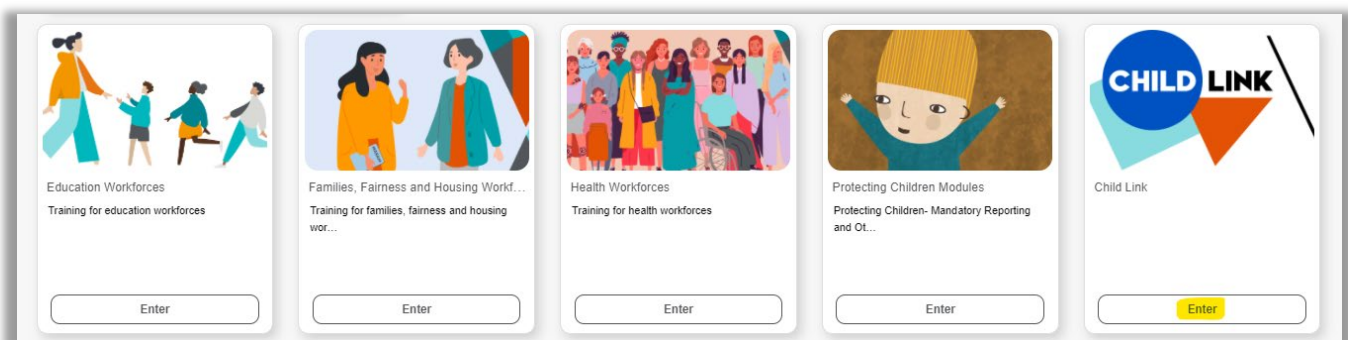 CHILD LINK
Education Workforces
Training for education workforces
Enter
Families, Fairness and Housing Workf...
Training for families, fairness and housing
wor...
Enter
Health Workforces
Training for health workforces
Enter
Protecting Children Modules
Protecting Children- Mandatory Reporting
and Ot...
Enter
Child Link
Enter